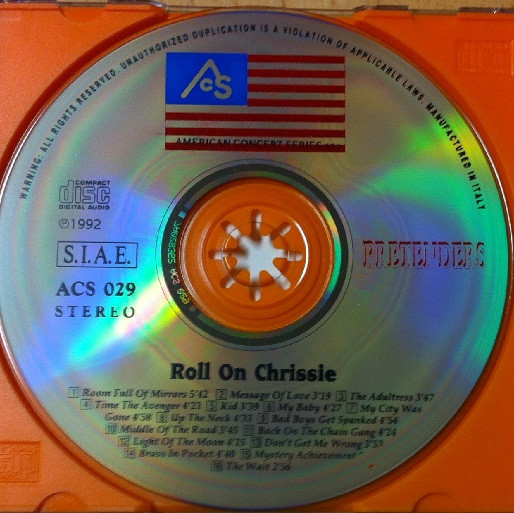 WARNING: ALL RIGHTS RESERVED. UNAUTHORIZED DUPLICATION IS A VIOLATION OF APPLICABLE LAWS. MANUFACTURED IN ITALY
AcS
AMERICAN CONCERT SERIES
COMPACT
disc
DIGITAL AUDIO
℗1992
S.I.A.E.
ACS 029
STEREO
PRETENDERS
ACS 029
Roll On Chrissie
1 Room Full Of Mirrors 5'42 2 Message Of Love 3'19 3 The Adultress 3'47
4 Time The Avenger 4'23 5 Kid 3'39 6 My Baby 4'27 7 My City Was
Gone 4'58 8 Up The Neck 4'33 9 Bad Boys Get Spanked 4'54
10 Middle Of The Road 3'45 11 Back On The Chain Gang 4'24
12 Light Of The Moon 4'15 13 Don't Get Me Wrong 3'53
14 Brass In Pocket 4'40 15 Mystery Achievement
16 The Wait 2'56